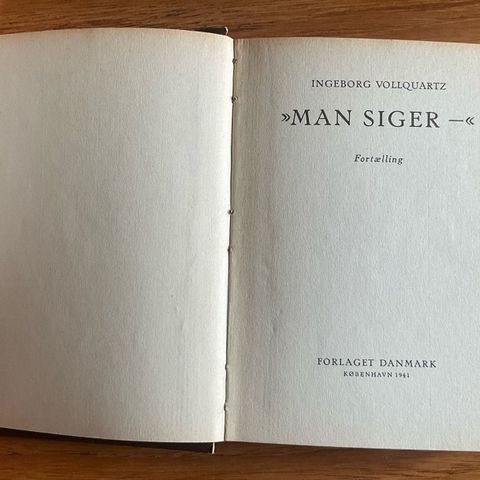 INGEBORG VOLLQUARTZ
»MAN SIGER —«
Fortælling
FORLAGET DANMARK
KØBENHAVN 1941